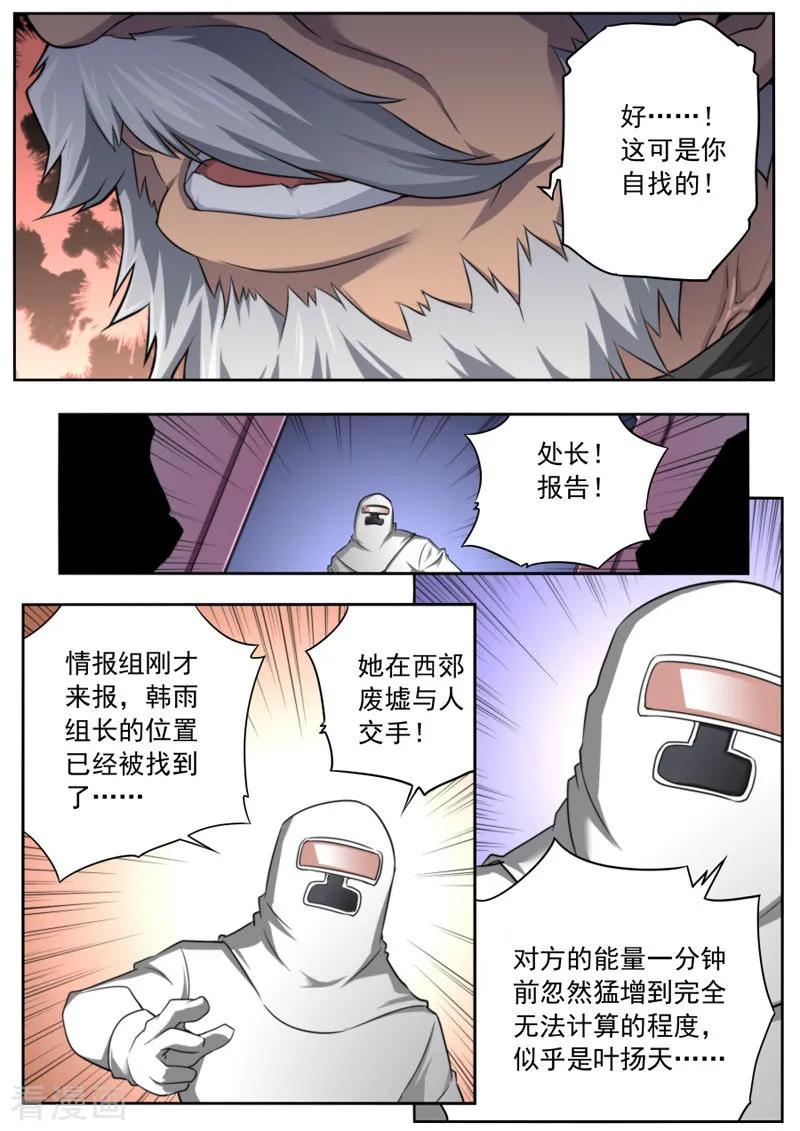 好……！
这可是你
自找的！
处长！
报告！
情报组刚才
来报，韩雨
组长的位置
已经被找到
了……
她在西郊
废墟与人
交手！
对方的能量一分钟
前忽然猛增到完全
无法计算的程度，
似乎是叶扬天……
看漫画